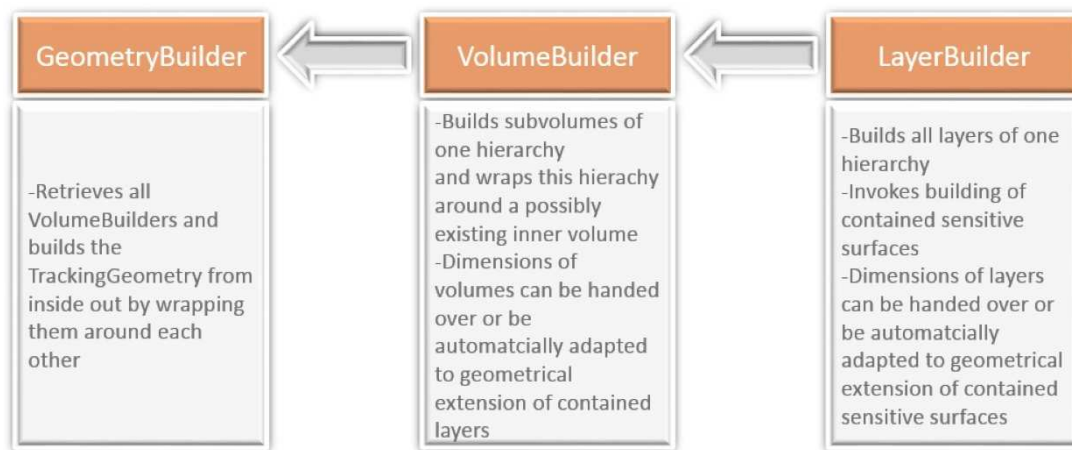 GeometryBuilder
-Retrieves all
VolumeBuilders and
builds the
TrackingGeometry from
inside out by wrapping
them around each
other
VolumeBuilder
-Builds subvolumes of
one hierarchy
and wraps this hierachy
around a possibly
existing inner volume
-Dimensions of
volumes can be handed
over or be
automatcially adapted
to geometrical
extension of contained
layers
LayerBuilder
-Builds all layers of one
hierarchy
-Invokes building of
contained sensitive
surfaces
-Dimensions of layers
can be handed over or
be automatcially
adapted to geometrical
extension of contained
sensitive surfaces